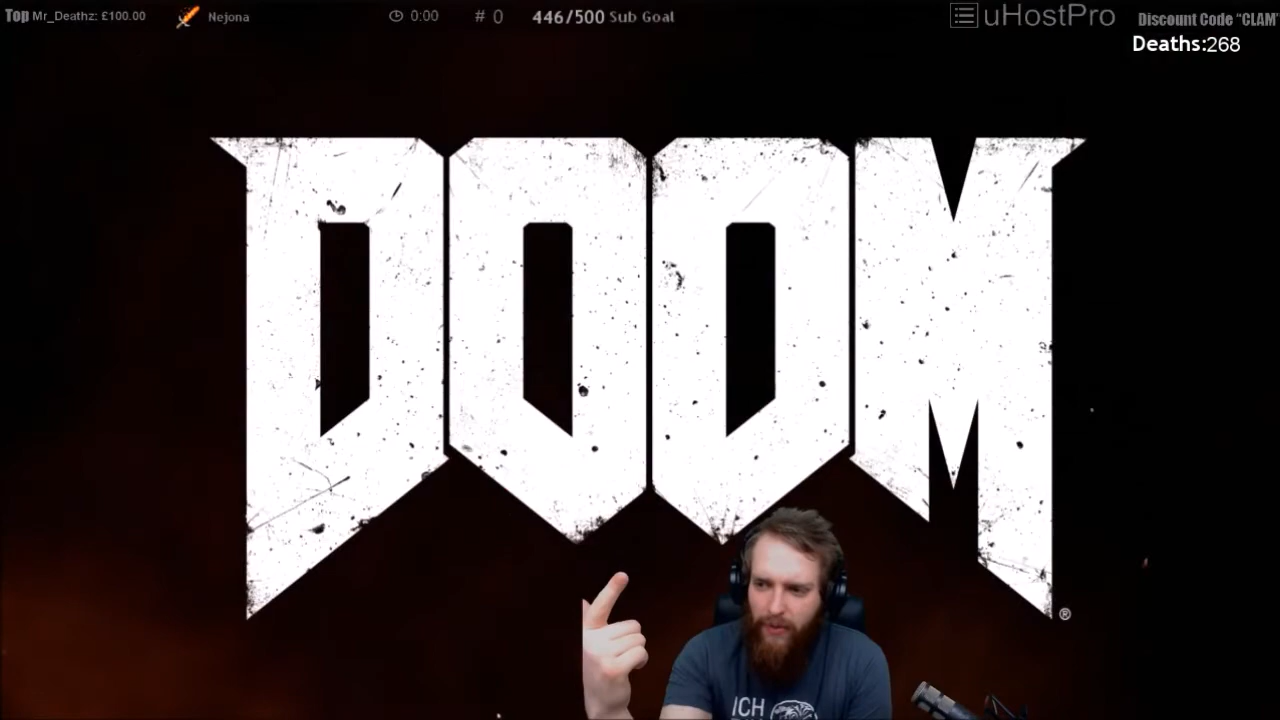 Top Mr_Deathz: £100.00
Nejona
0:00
# 0
446/500 Sub Goal
uHostPro
Discount Code "CLAM"
Deaths:268
DOOM
®
ICH